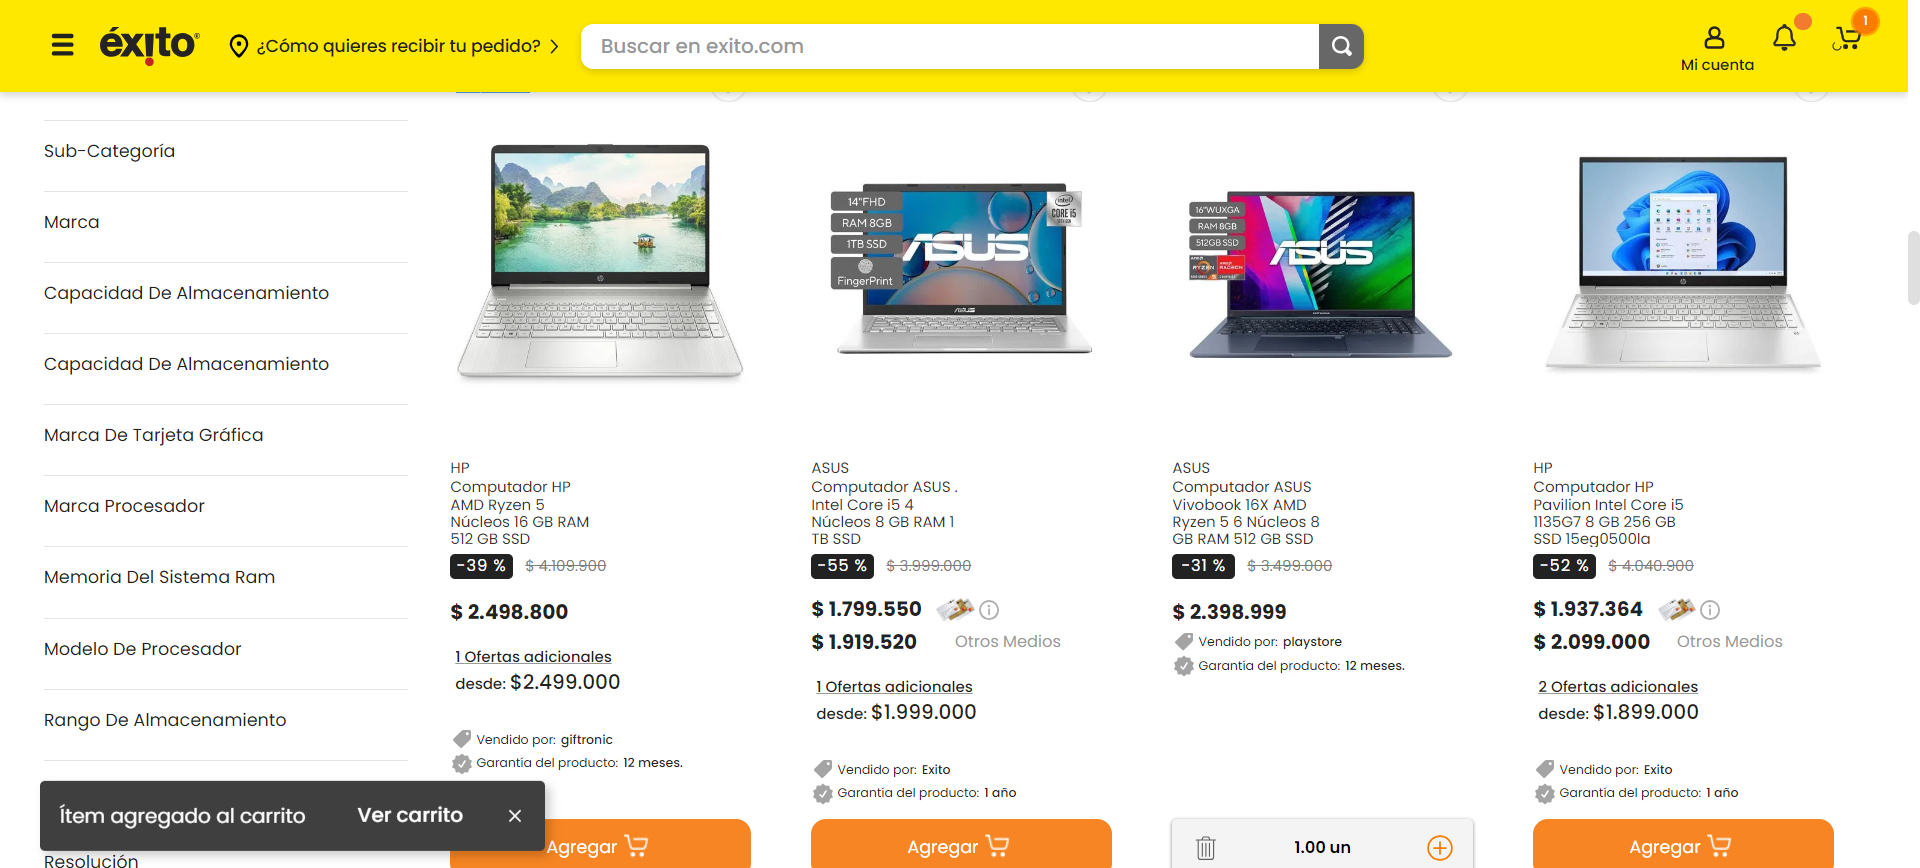 éxito
¿Cómo quieres recibir tu pedido?
Buscar en exito.com
Mi cuenta
1
Sub-Categoría
Marca
Capacidad De Almacenamiento
Capacidad De Almacenamiento
Marca De Tarjeta Gráfica
Marca Procesador
Memoria Del Sistema Ram
Modelo De Procesador
Rango De Almacenamiento
Resolución
HP
Computador HP
AMD Ryzen 5
Núcleos 16 GB RAM
512 GB SSD
-39 % $ 4.109.900
$ 2.498.800
1 Ofertas adicionales
desde: $2.499.000
Vendido por: giftronic
Garantía del producto: 12 meses.
Agregar
14"FHD
RAM 8GB
1TB SSD
FingerPrint
intel
CORE i5
ASUS
ASUS
ASUS
Computador ASUS .
Intel Core i5 4
Núcleos 8 GB RAM 1
TB SSD
-55 % $ 3.999.000
$ 1.799.550
$ 1.919.520 Otros Medios
1 Ofertas adicionales
desde: $1.999.000
Vendido por: Exito
Garantía del producto: 1 año
Agregar
16"WUXGA
RAM 8GB
512GB SSD
AMD
RYZEN
RADEON
ASUS
ASUS
Computador ASUS
Vivobook 16X AMD
Ryzen 5 6 Núcleos 8
GB RAM 512 GB SSD
-31 % $ 3.499.000
$ 2.398.999
Vendido por: playstore
Garantía del producto: 12 meses.
1.00 un
HP
Computador HP
Pavilion Intel Core i5
1135G7 8 GB 256 GB
SSD 15eg0500la
-52 % $ 4.040.900
$ 1.937.364
$ 2.099.000 Otros Medios
2 Ofertas adicionales
desde: $1.899.000
Vendido por: Exito
Garantía del producto: 1 año
Agregar
Ítem agregado al carrito Ver carrito